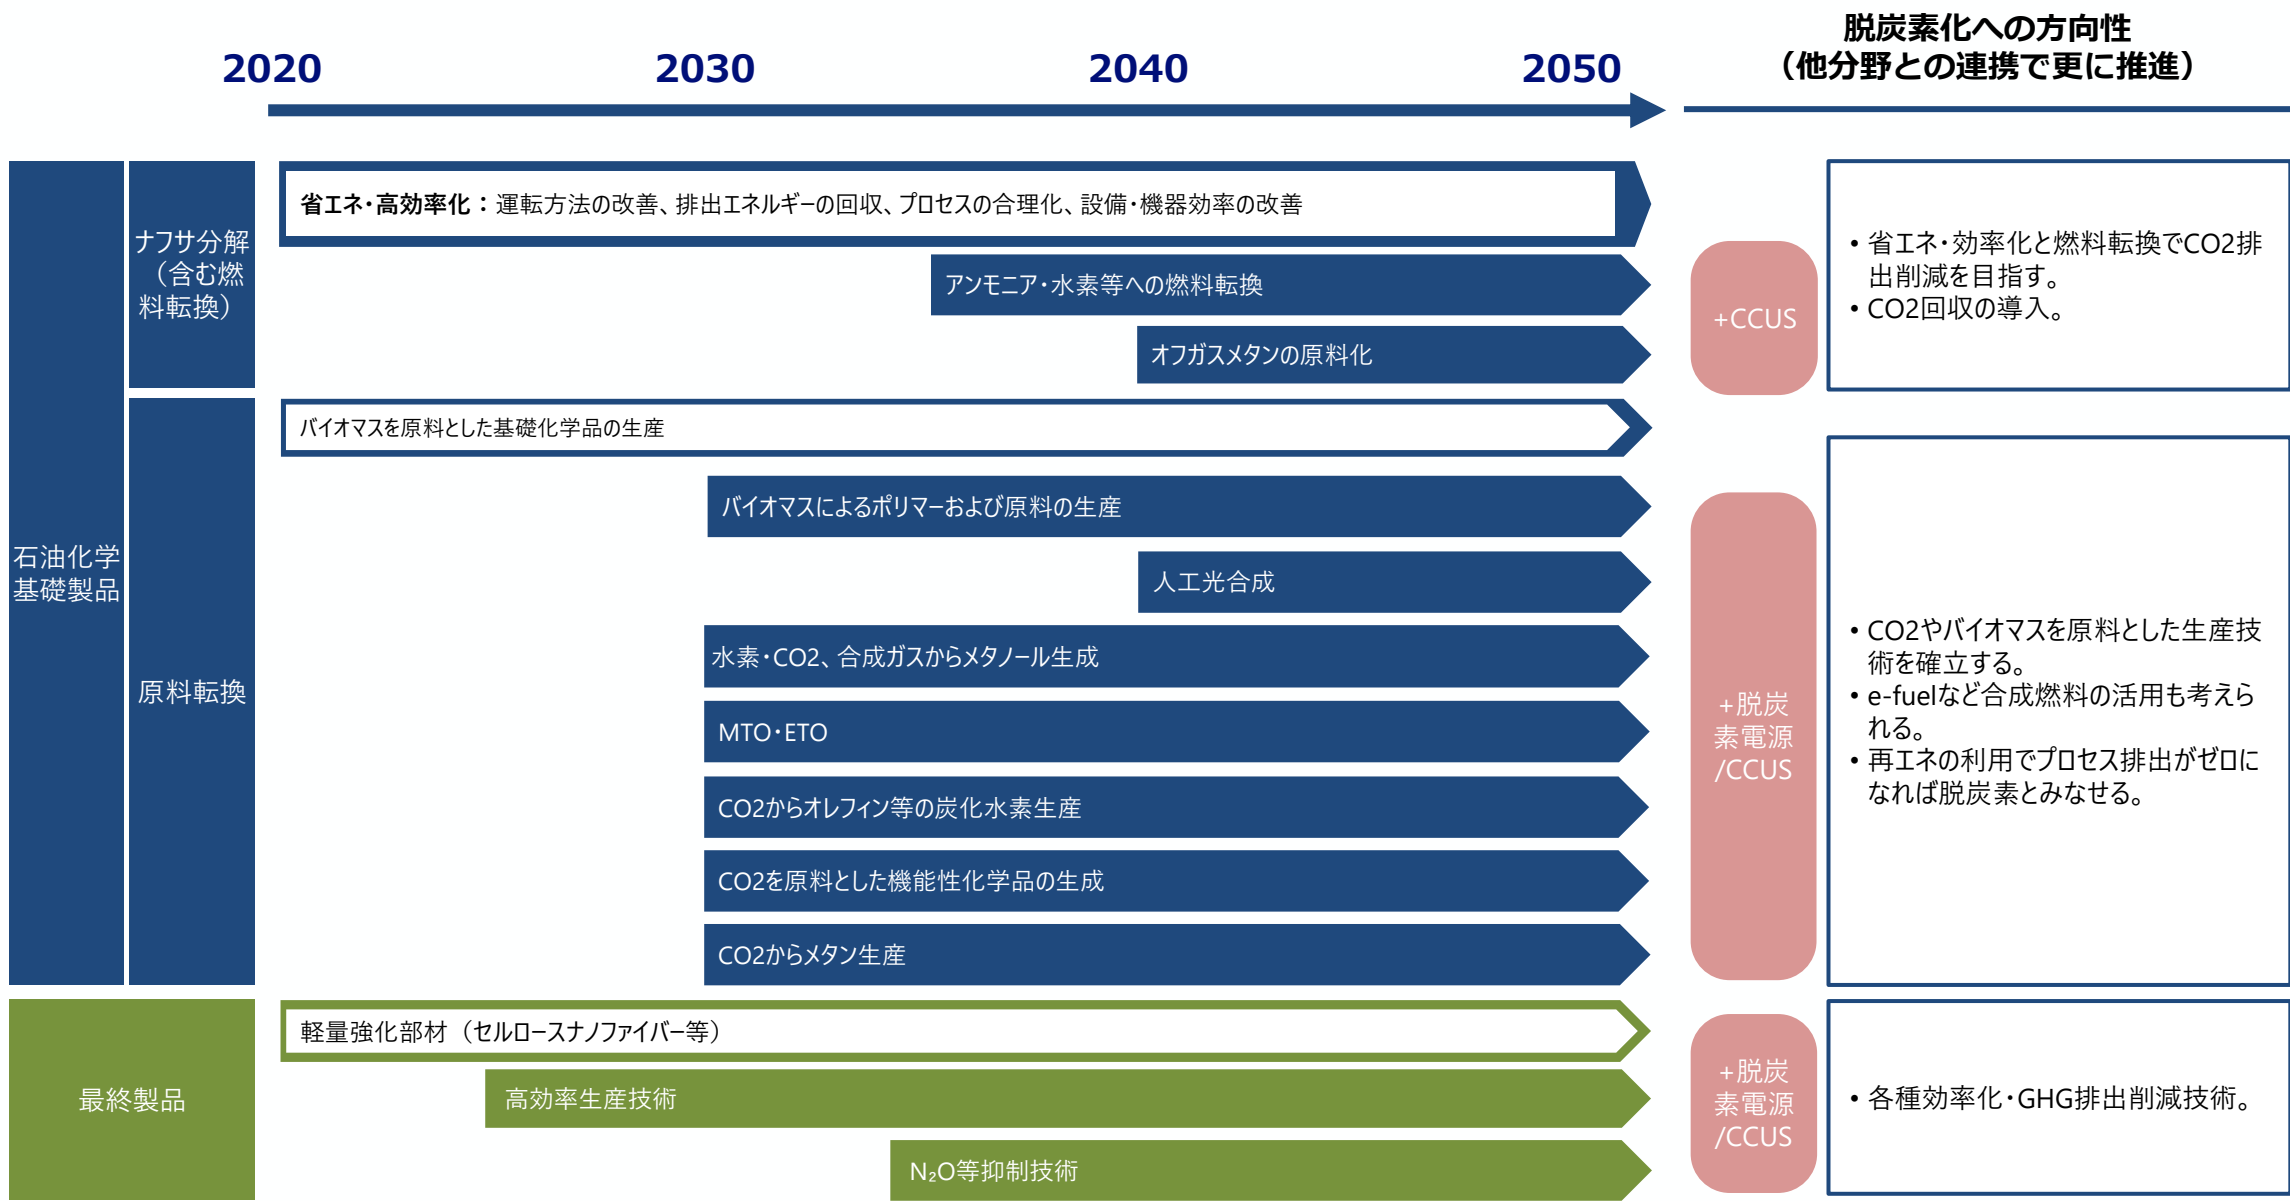 2020
2030
2040
2050
脱炭素化への方向性
（他分野との連携で更に推進）
石油化学
基礎製品
ナフサ分解
（含む燃
料転換）
省エネ・高効率化：運転方法の改善、排出エネルギーの回収、プロセスの合理化、設備・機器効率の改善
アンモニア・水素等への燃料転換
オフガスメタンの原料化
+CCUS
• 省エネ・効率化と燃料転換でCO2排
出削減を目指す。
• CO2回収の導入。
原料転換
バイオマスを原料とした基礎化学品の生産
バイオマスによるポリマーおよび原料の生産
人工光合成
水素・CO2、合成ガスからメタノール生成
MTO・ETO
CO2からオレフィン等の炭化水素生産
CO2を原料とした機能性化学品の生成
CO2からメタン生産
+脱炭
素電源
/CCUS
• CO2やバイオマスを原料とした生産技
術を確立する。
• e-fuelなど合成燃料の活用も考えら
れる。
• 再エネの利用でプロセス排出がゼロに
なれば脱炭素とみなせる。
最終製品
軽量強化部材（セルロースナノファイバー等）
高効率生産技術
N₂O等抑制技術
+脱炭
素電源
/CCUS
• 各種効率化・GHG排出削減技術。